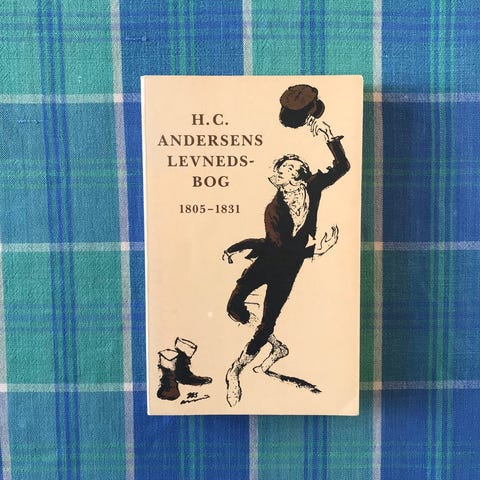 H.C.
ANDERSENS
LEVNEDS-
BOG
1805–1831